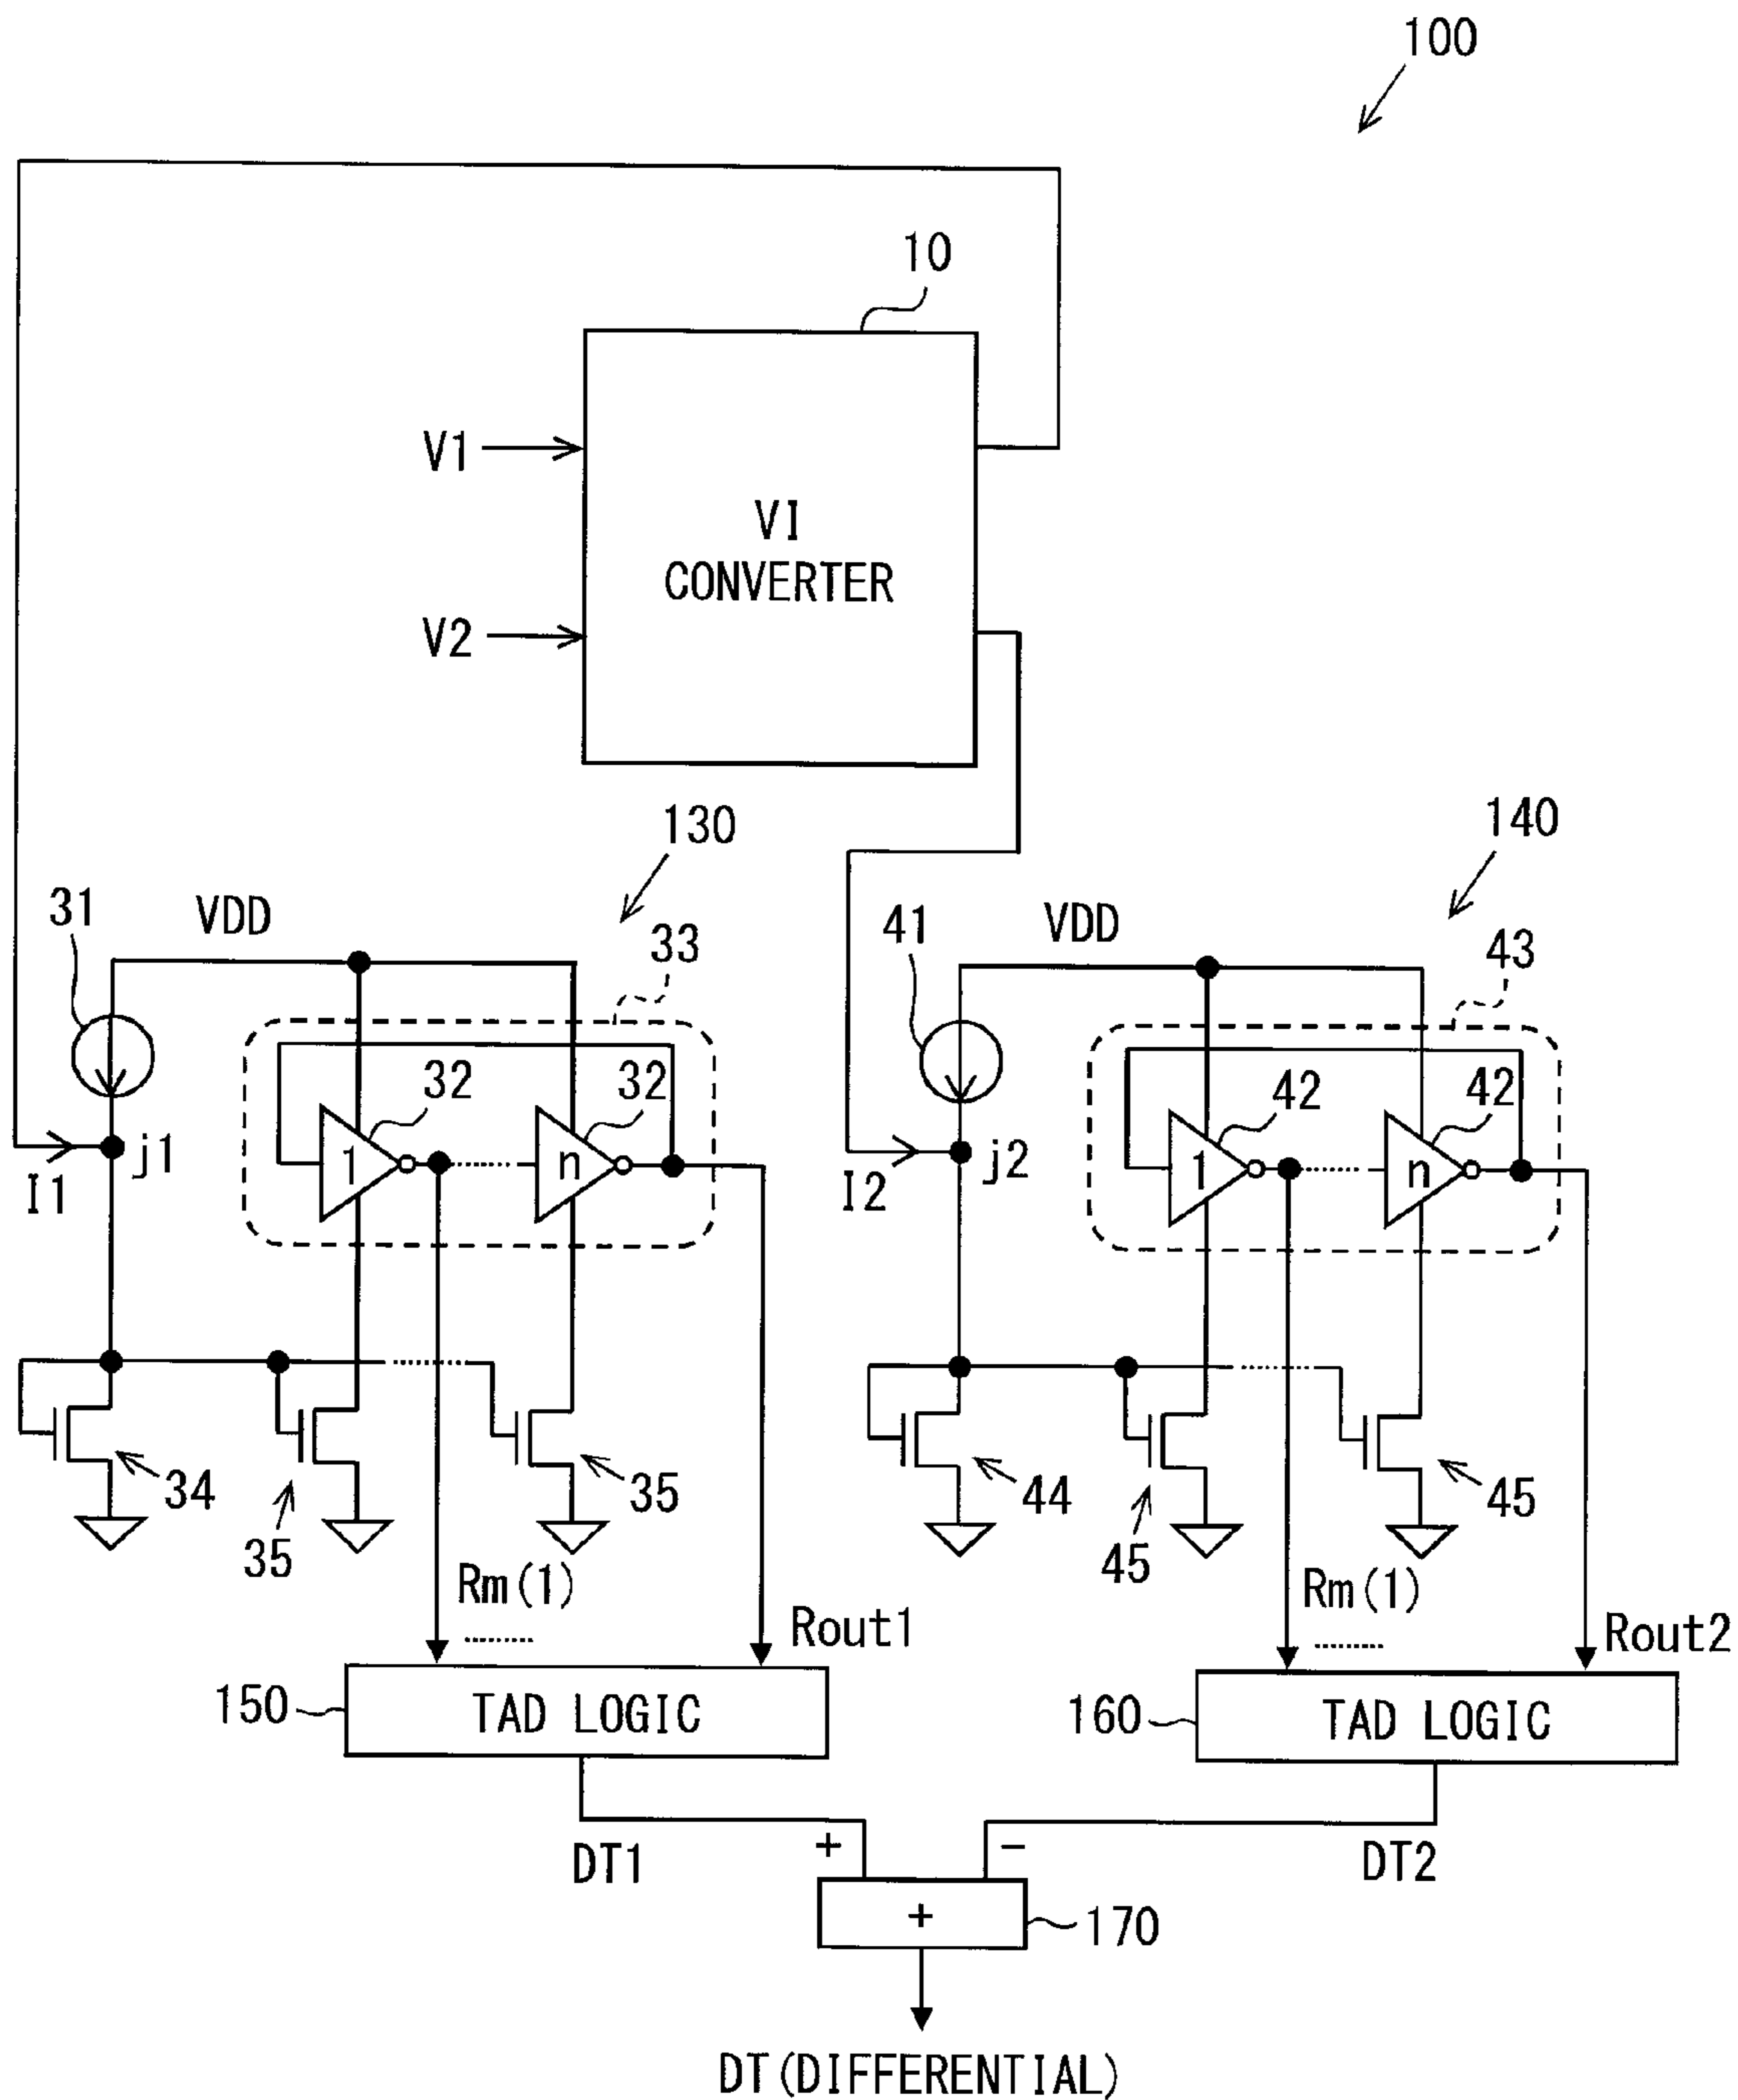 100
10
V1
VI
CONVERTER
V2
130
140
31
VDD
33
41
VDD
43
32
32
42
42
1
n
1
n
j1
I1
j2
I2
34
35
35
44
45
45
Rm(1)
Rout1
Rm(1)
Rout2
150
TAD LOGIC
160
TAD LOGIC
DT1
+
−
DT2
+
170
DT(DIFFERENTIAL)